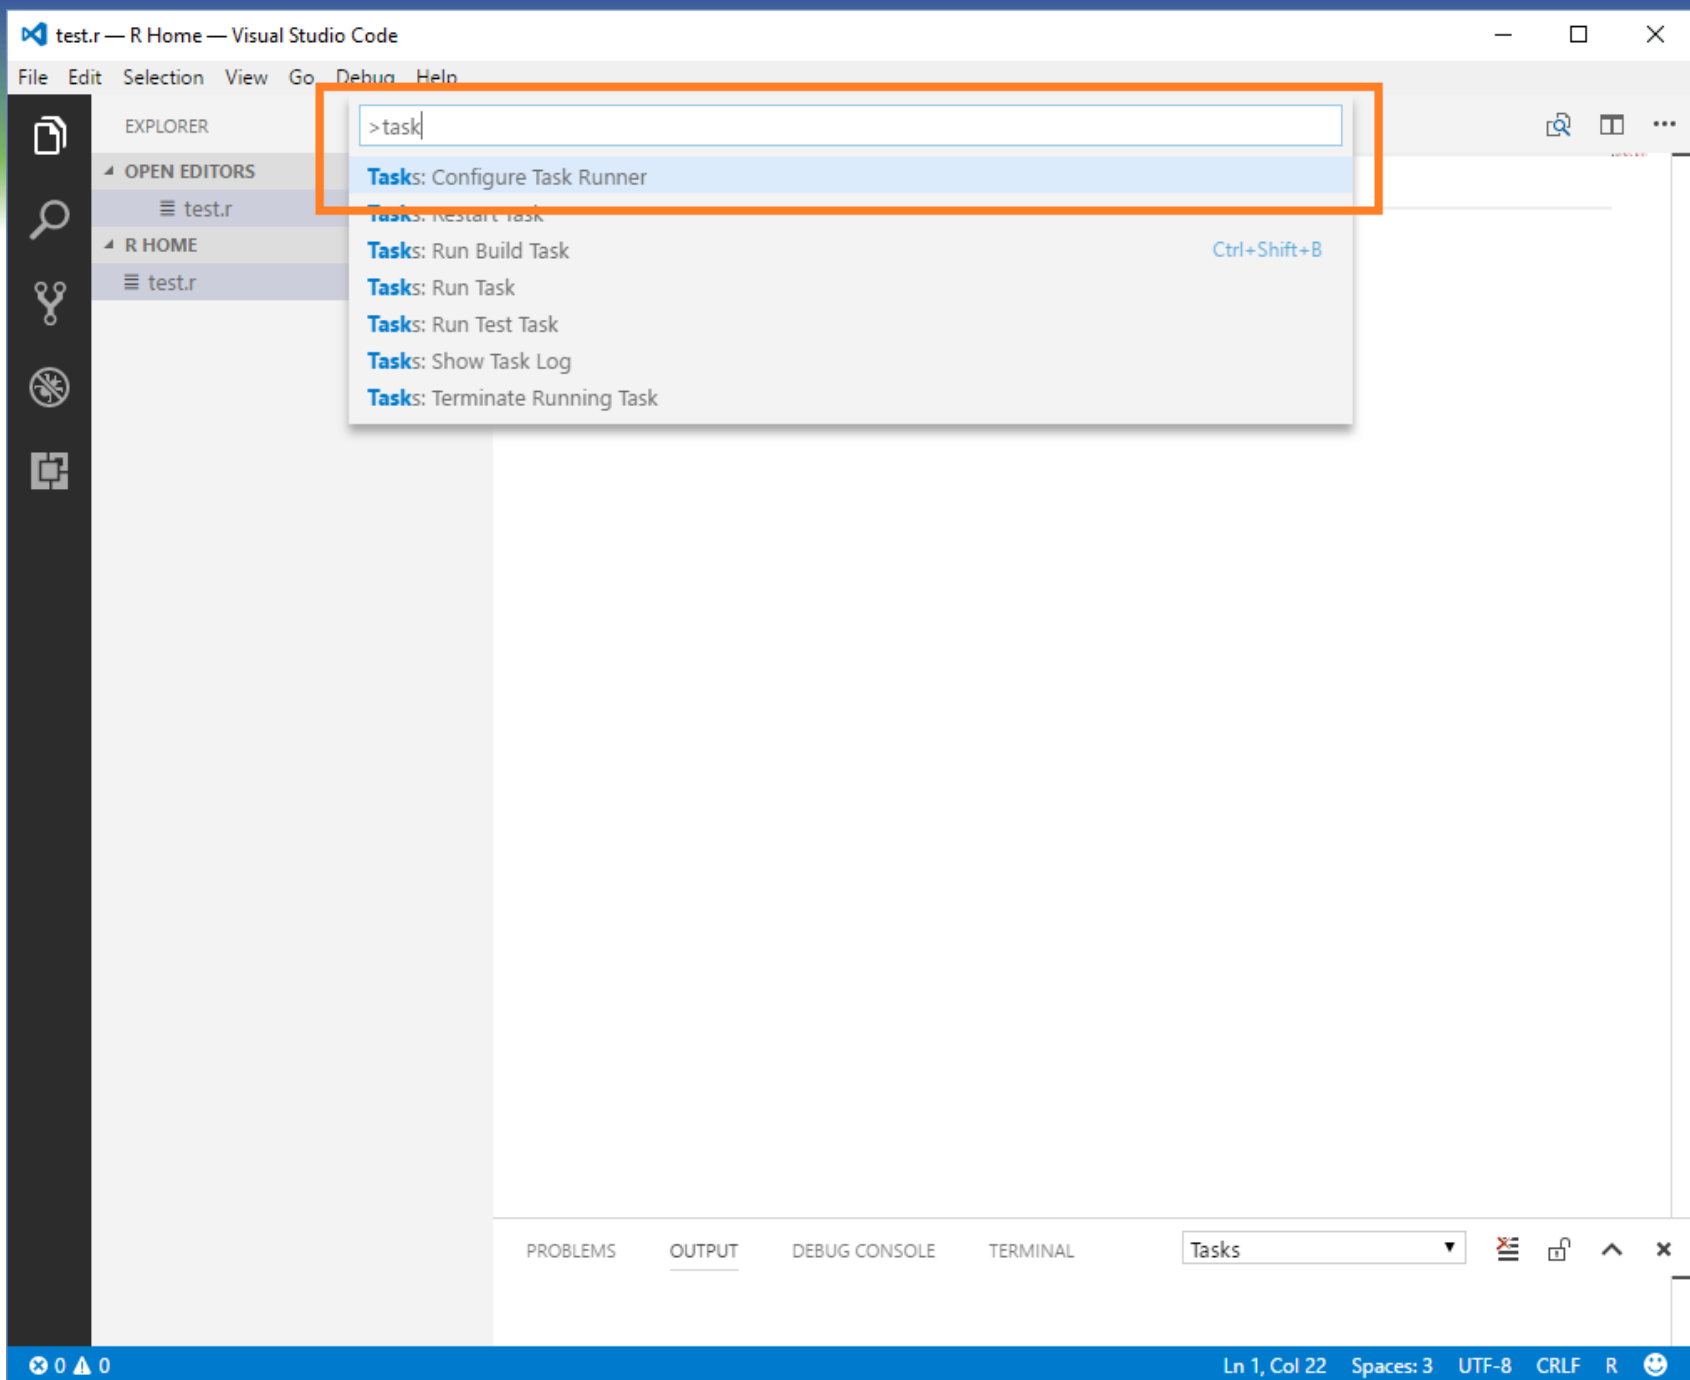 test.r — R Home — Visual Studio Code
File Edit Selection View Go Debug Help
EXPLORER
OPEN EDITORS
test.r
R HOME
test.r
>task
Tasks: Configure Task Runner
Tasks: Restart Task
Tasks: Run Build Task Ctrl+Shift+B
Tasks: Run Task
Tasks: Run Test Task
Tasks: Show Task Log
Tasks: Terminate Running Task
PROBLEMS OUTPUT DEBUG CONSOLE TERMINAL Tasks
0 0 Ln 1, Col 22 Spaces: 3 UTF-8 CRLF R